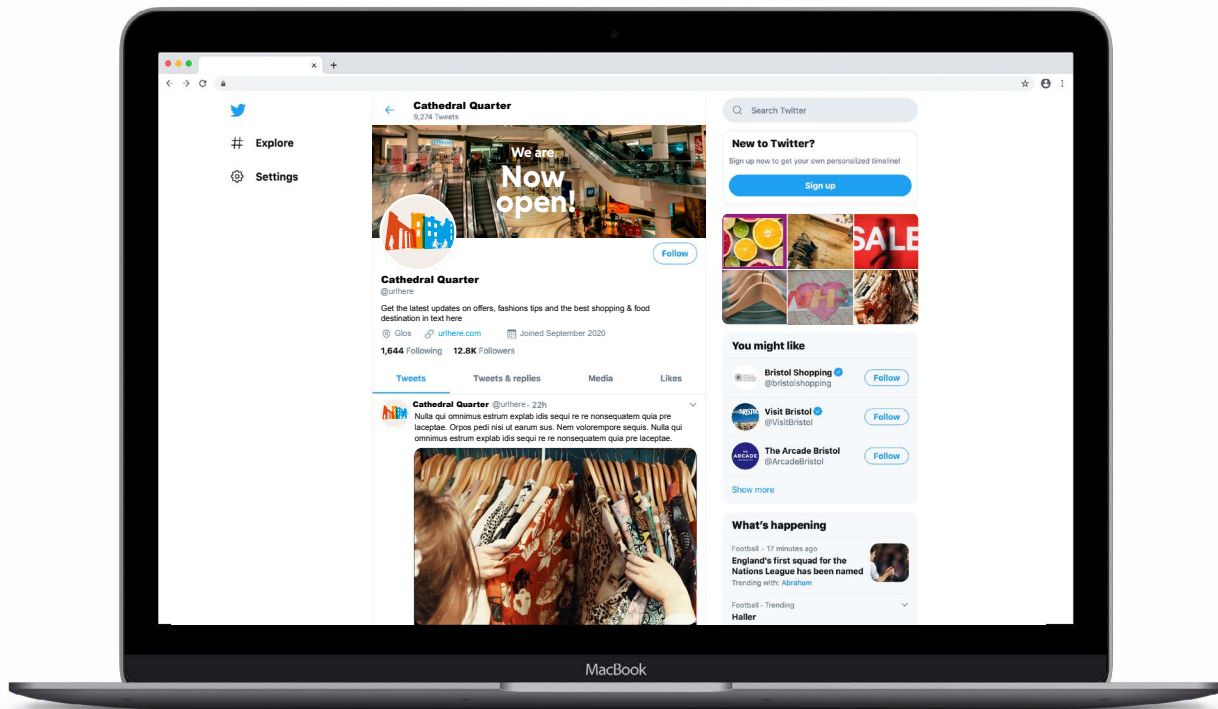 Explore
Settings
Cathedral Quarter
9,274 Tweets
We are
Now
open!
Follow
Cathedral Quarter
@urlhere
Get the latest updates on offers, fashions tips and the best shopping & food
destination in text here
Glos urlhere.com Joined September 2020
1,644 Following 12.8K Followers
Tweets Tweets & replies Media Likes
Cathedral Quarter @urlhere · 22h
Nulla qui omnimus estrum explab idis sequi re re nonsequatem quia pre
laceptae. Orpos pedi nisi ut earum sus. Nem volorempore sequis. Nulla qui
omnimus estrum explab idis sequi re re nonsequatem quia pre laceptae.
Search Twitter
New to Twitter?
Sign up now to get your own personalized timeline!
Sign up
SALE
You might like
Bristol Shopping
@bristolshopping
Follow
Visit Bristol
@VisitBristol
Follow
ARCADE
The Arcade Bristol
@ArcadeBristol
Follow
Show more
What's happening
Football · 17 minutes ago
England's first squad for the
Nations League has been named
Trending with: Abraham
Football · Trending
Haller
MacBook